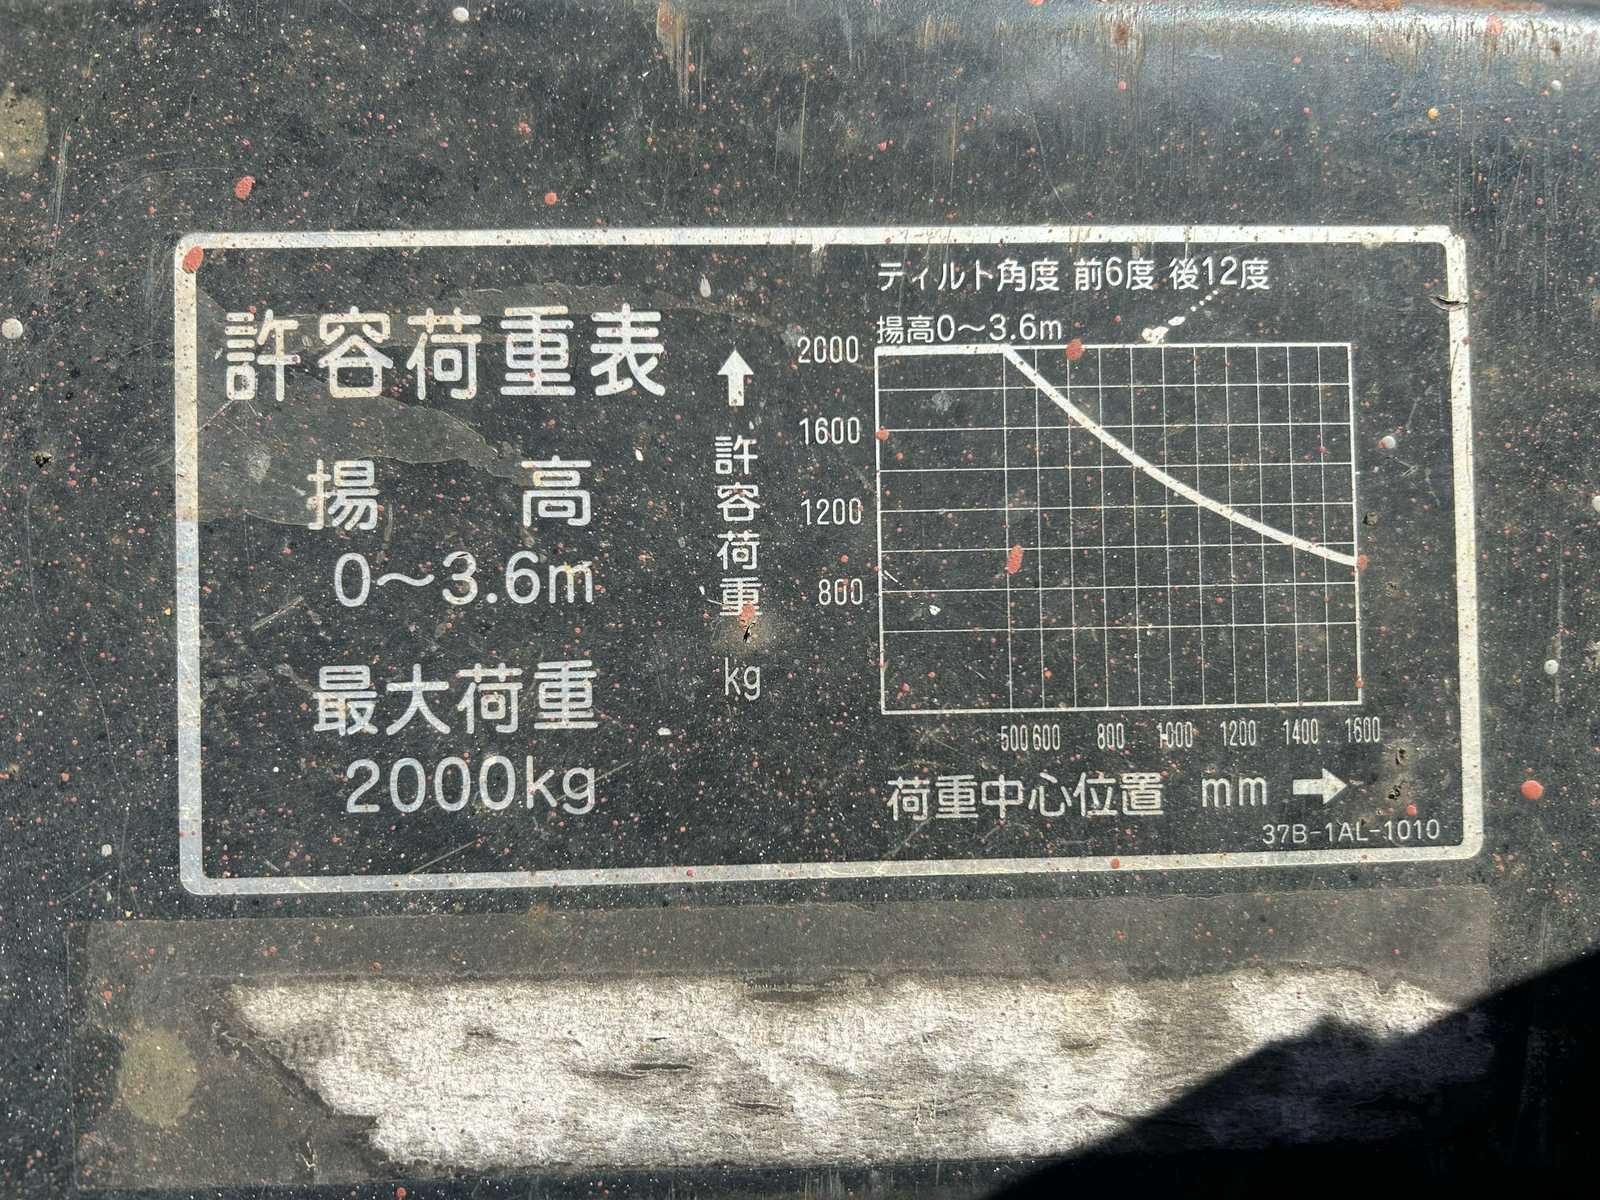 許容荷重表
揚高
0〜3.6m
最大荷重
2000kg
許容荷重
kg
ティルト角度 前6度 後12度
揚高0〜3.6m
2000
1600
1200
800
500 600 800 1000 1200 1400 1600
荷重中心位置 mm
37B-1AL-1010